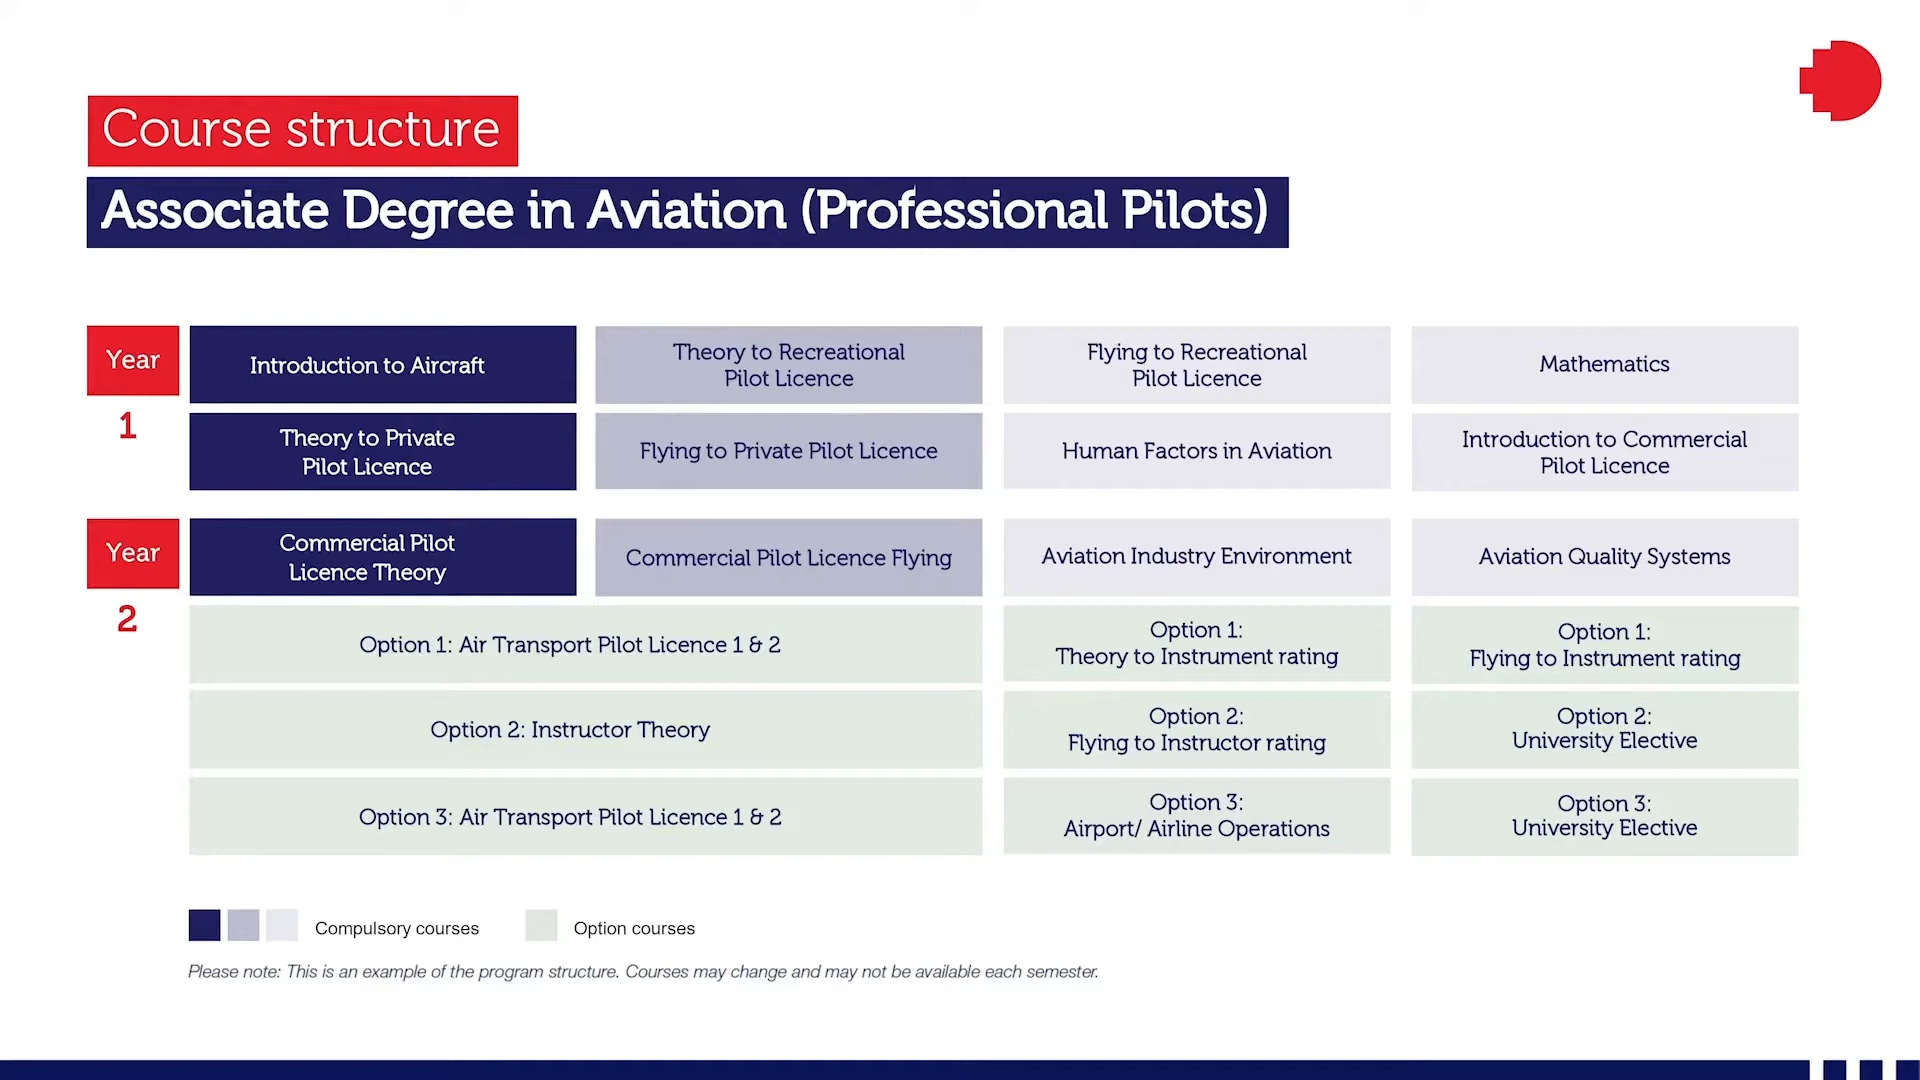 Course structure
Associate Degree in Aviation (Professional Pilots)
Year
1
Introduction to Aircraft
Theory to Recreational
Pilot Licence
Flying to Recreational
Pilot Licence
Mathematics
Theory to Private
Pilot Licence
Flying to Private Pilot Licence
Human Factors in Aviation
Introduction to Commercial
Pilot Licence
Year
2
Commercial Pilot
Licence Theory
Commercial Pilot Licence Flying
Aviation Industry Environment
Aviation Quality Systems
Option 1: Air Transport Pilot Licence 1 & 2
Option 1:
Theory to Instrument rating
Option 1:
Flying to Instrument rating
Option 2: Instructor Theory
Option 2:
Flying to Instructor rating
Option 2:
University Elective
Option 3: Air Transport Pilot Licence 1 & 2
Option 3:
Airport/ Airline Operations
Option 3:
University Elective
Compulsory courses
Option courses
Please note: This is an example of the program structure. Courses may change and may not be available each semester.